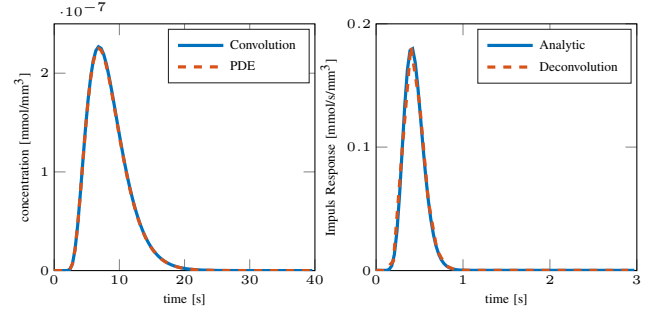 ·10−7
2
1
0
0 10 20 30 40
time [s]
concentration [mmol/mm3]
Convolution
PDE
0.2
0.1
0
0 1 2 3
time [s]
Impuls Response [mmol/s/mm3]
Analytic
Deconvolution